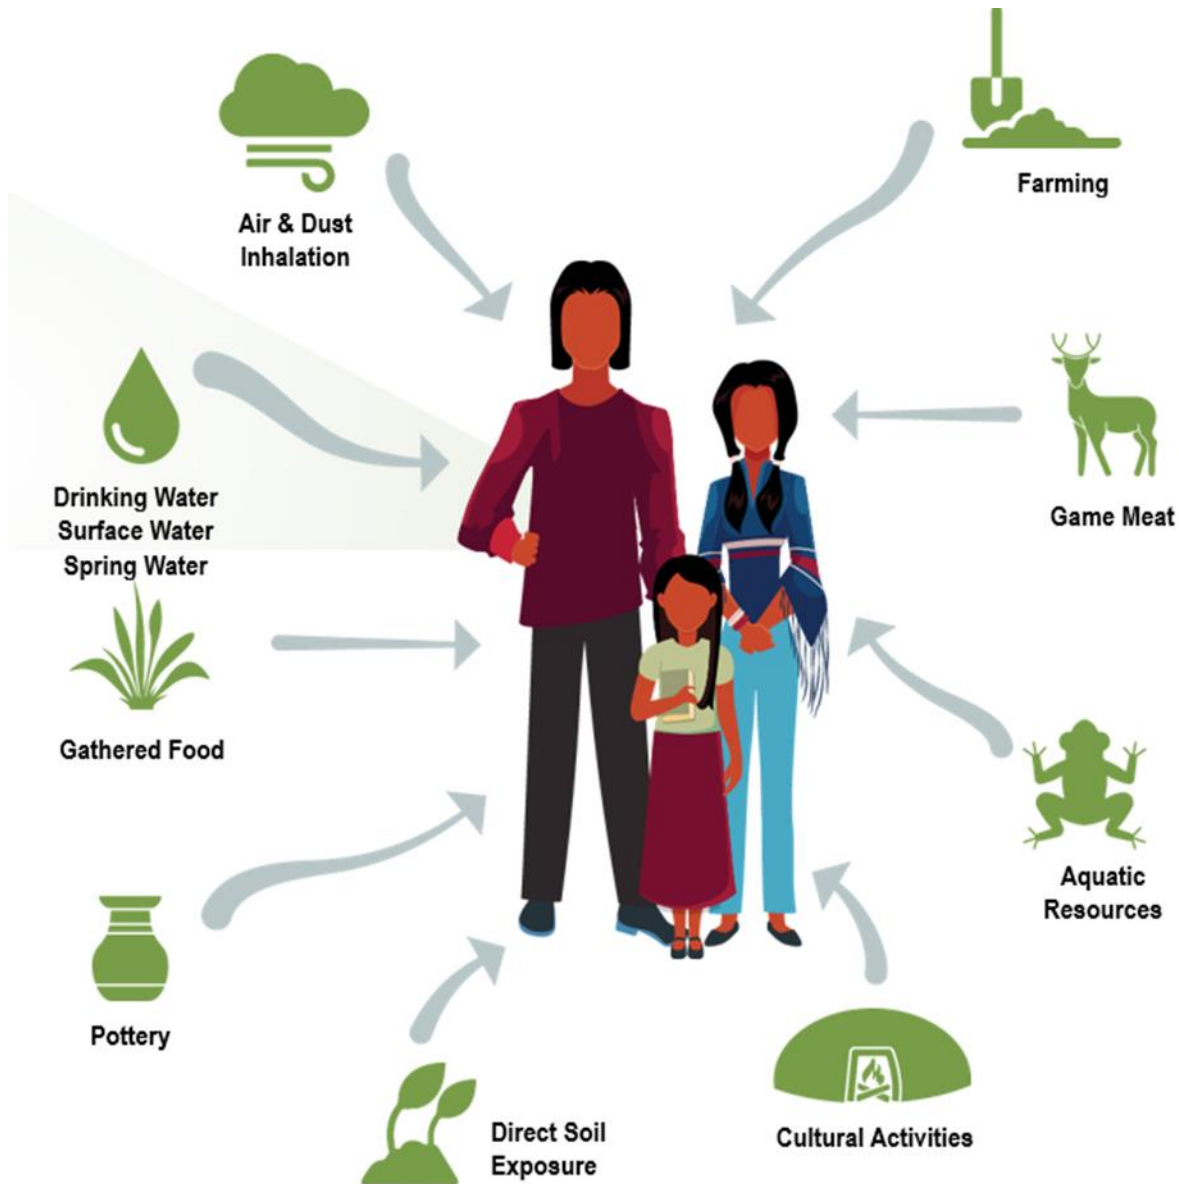 Air & Dust
Inhalation
Farming
Drinking Water
Surface Water
Spring Water
Game Meat
Gathered Food
Aquatic
Resources
Pottery
Direct Soil
Exposure
Cultural Activities